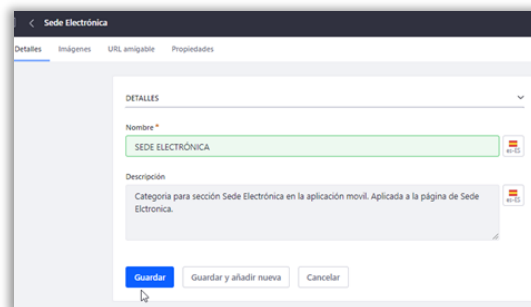 Sede Electrónica
Detalles Imágenes URL amigable Propiedades
DETALLES
Nombre *
SEDE ELECTRÓNICA
es-ES
Descripción
Categoria para sección Sede Electrónica en la aplicación movil. Aplicada a la página de Sede
Elctronica.
es-ES
Guardar Guardar y añadir nueva Cancelar